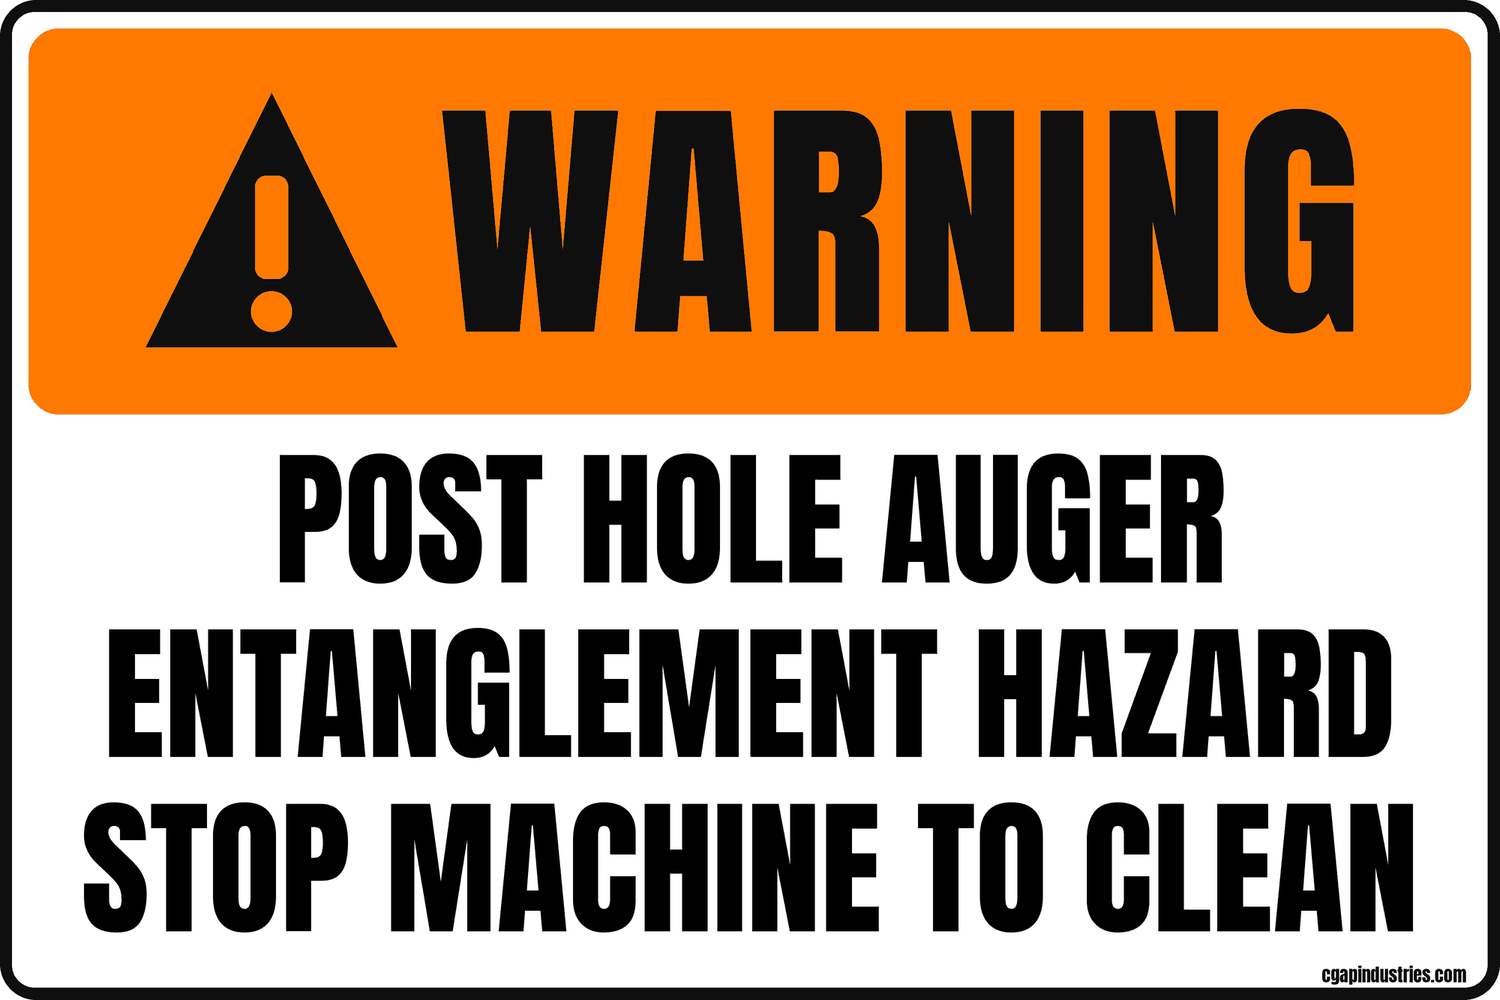 WARNING
POST HOLE AUGER
ENTANGLEMENT HAZARD
STOP MACHINE TO CLEAN
cgapindustries.com